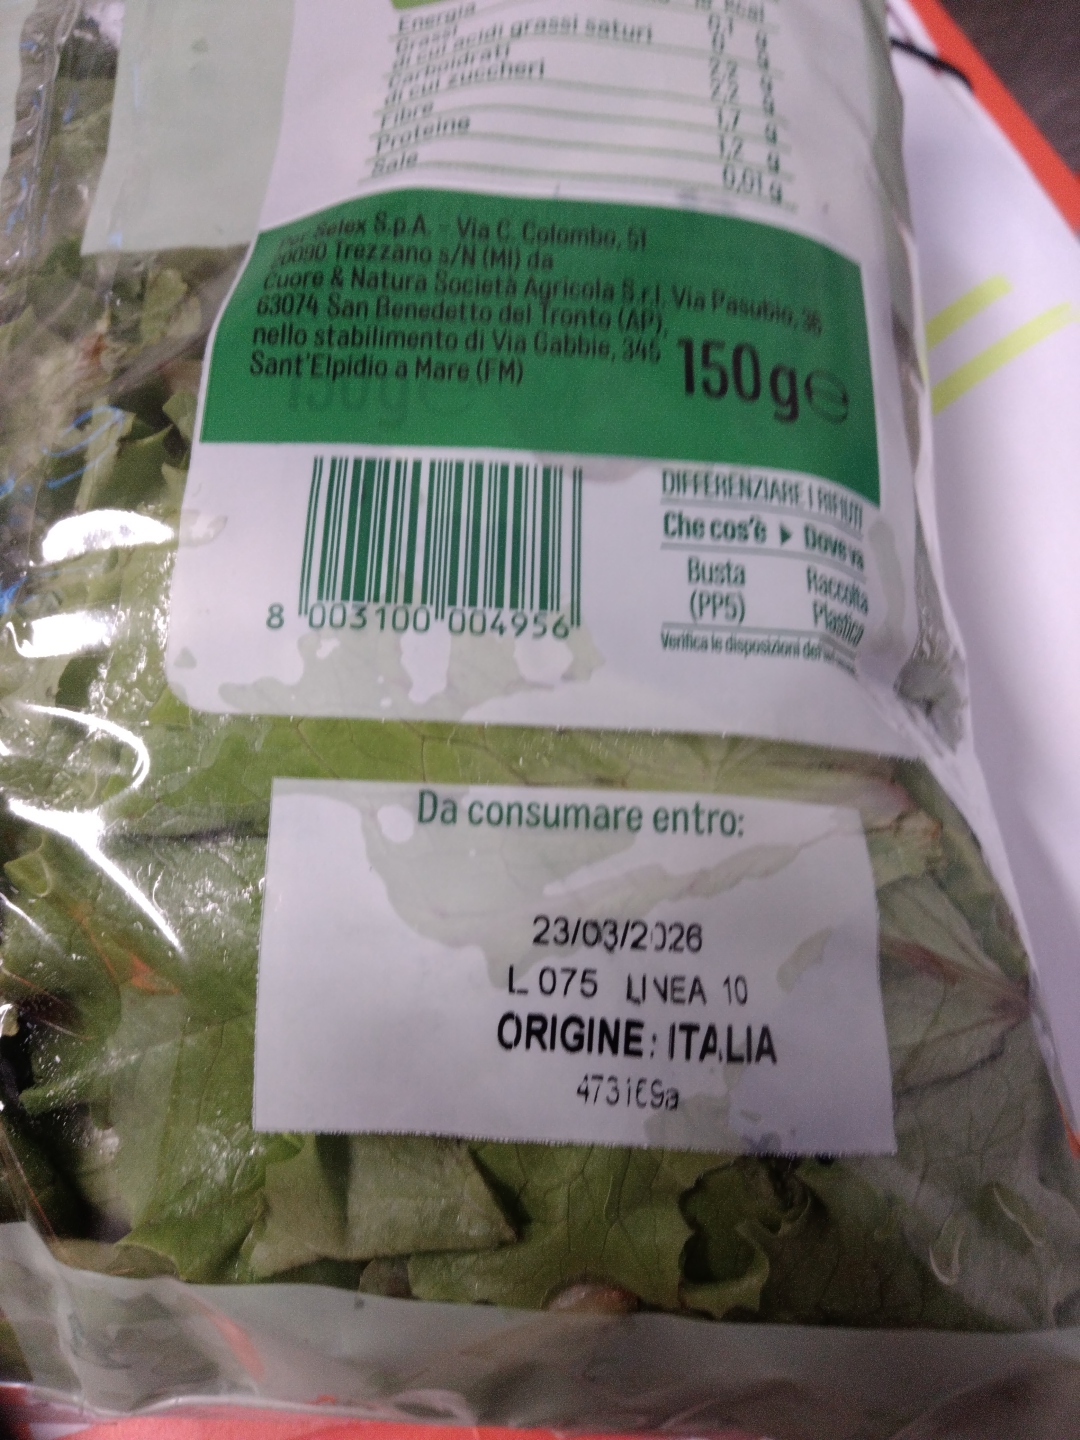 Energia kcal
Grassi 0,1 g
di cui acidi grassi saturi 0 g
Carboidrati 2,2 g
di cui zuccheri 2,2 g
Fibre 1,7 g
Proteine 1,2 g
Sale 0,01 g
Per Selex S.p.A. Via C. Colombo, 51
20090 Trezzano s/N (MI) da
Cuore & Natura Società Agricola S.r.l. Via Pasubio, 36
63074 San Benedetto del Tronto (AP),
nello stabilimento di Via Gabbie, 345
Sant'Elpidio a Mare (FM)
150 g e
8 003100 004956
DIFFERENZIARE I RIFIUTI
Che cos'è ▶ Dove va
Busta Raccolta
(PP5) Plastica
Verifica le disposizioni del
Da consumare entro:
23/03/2026
L 075 LINEA 10
ORIGINE: ITALIA